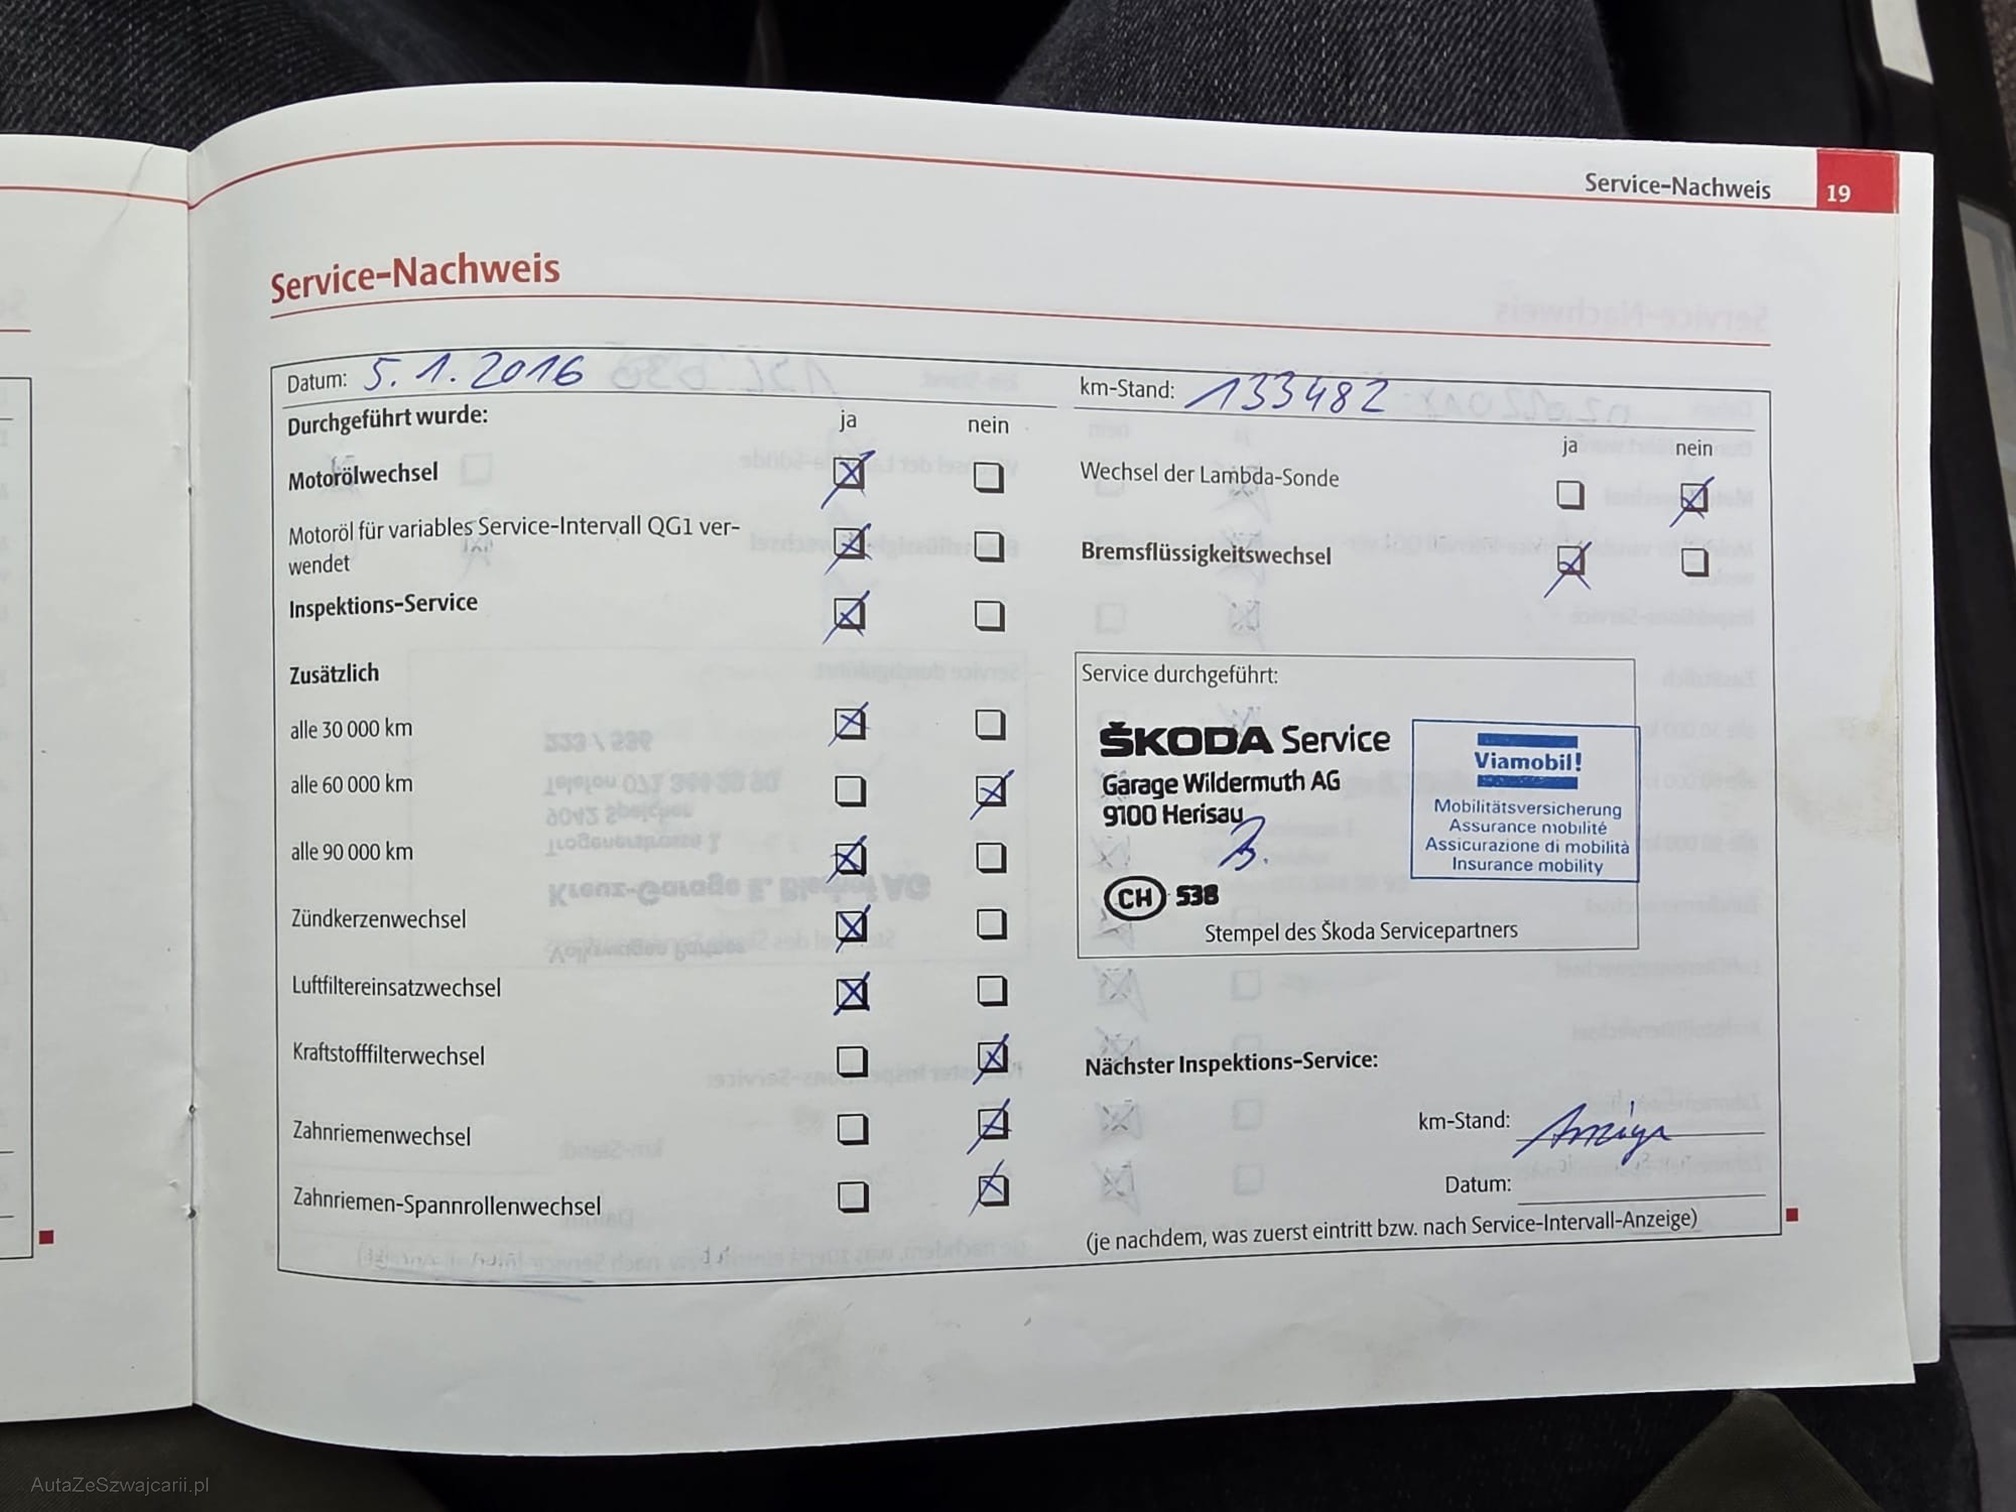 Service-Nachweis 19
Service-Nachweis
Datum: 5. 1. 2016
km-Stand: 133482
Durchgeführt wurde: ja nein
Motorölwechsel
Motoröl für variables Service-Intervall QG1 ver-
wendet
Inspektions-Service
Zusätzlich
alle 30 000 km
alle 60 000 km
alle 90 000 km
Zündkerzenwechsel
Luftfiltereinsatzwechsel
Kraftstofffilterwechsel
Zahnriemenwechsel
Zahnriemen-Spannrollenwechsel
ja nein
Wechsel der Lambda-Sonde
Bremsflüssigkeitswechsel
Service durchgeführt:
ŠKODA Service
Garage Wildermuth AG
9100 Herisau
CH 538
Viamobil!
Mobilitätsversicherung
Assurance mobilité
Assicurazione di mobilità
Insurance mobility
Stempel des Škoda Servicepartners
Nächster Inspektions-Service:
km-Stand: Anzeige
Datum:
(je nachdem, was zuerst eintritt bzw. nach Service-Intervall-Anzeige)
AutaZeSzwajcarii.pl